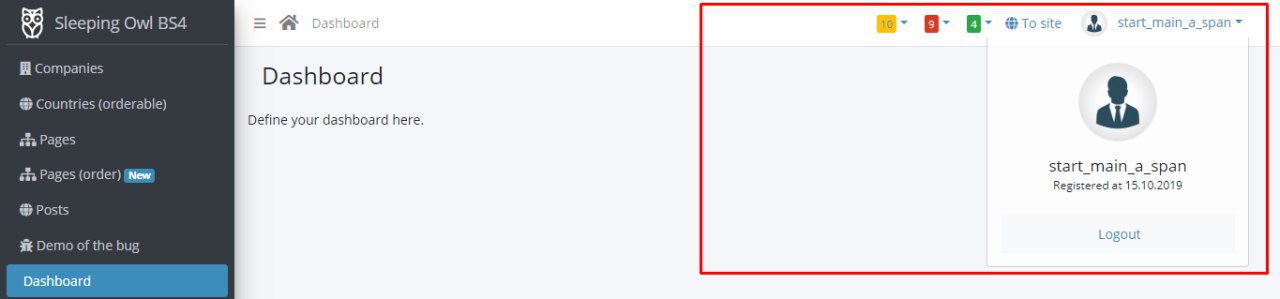 Sleeping Owl BS4
Dashboard
10
9
4
To site
start_main_a_span
Companies
Countries (orderable)
Pages
Pages (order) New
Posts
Demo of the bug
Dashboard
Dashboard
Define your dashboard here.
start_main_a_span
Registered at 15.10.2019
Logout